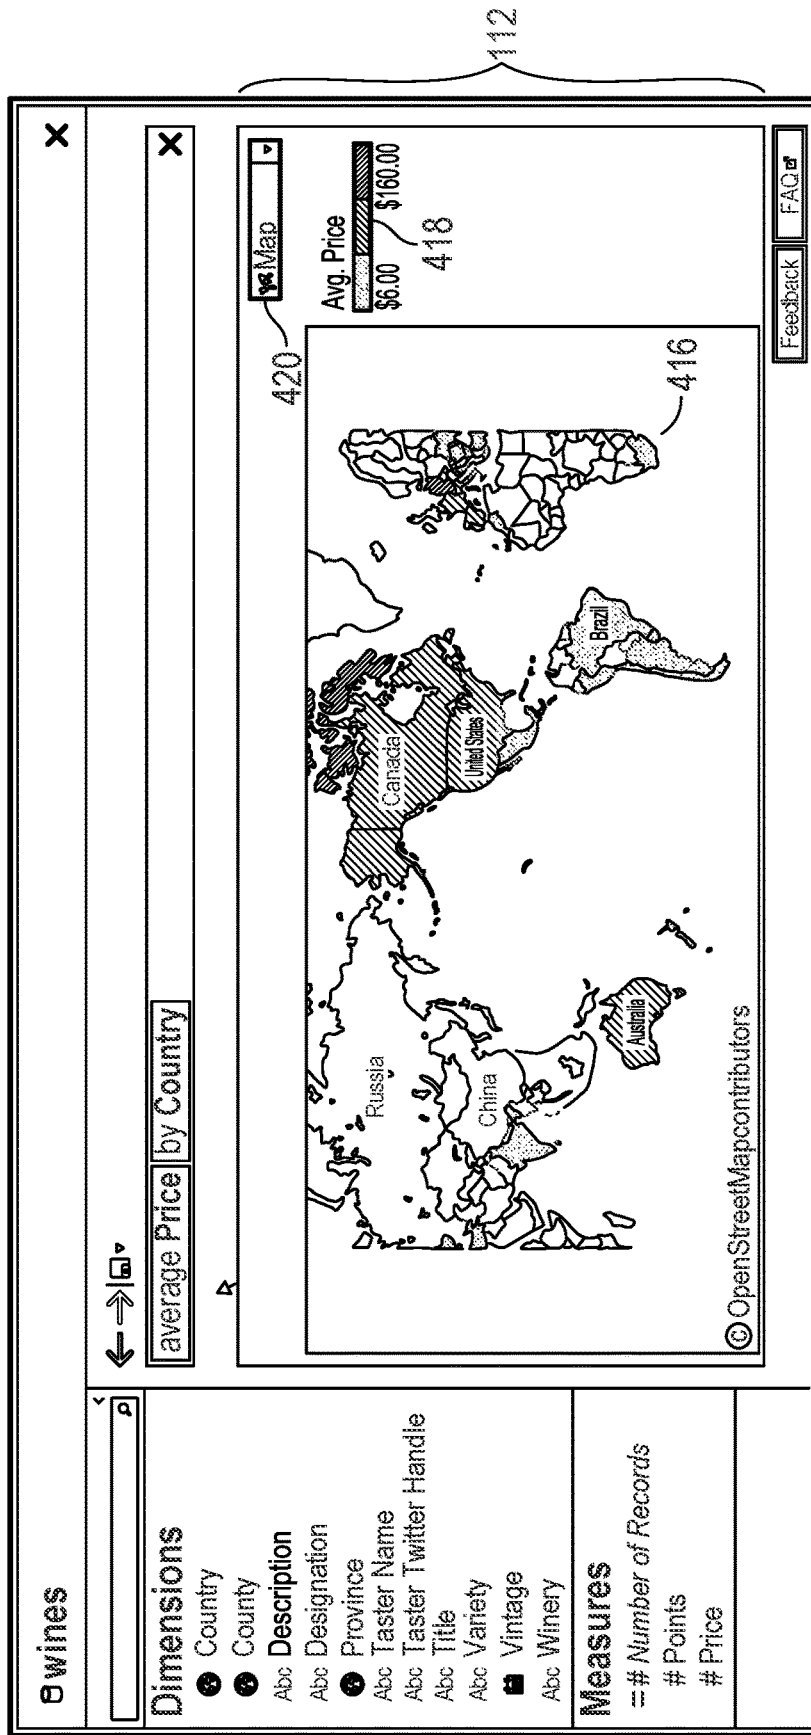 wines
Dimensions
Country
County
Abc Description
Abc Designation
Province
Abc Taster Name
Abc Taster Twitter Handle
Abc Title
Abc Variety
Vintage
Abc Winery
Measures
=# Number of Records
# Points
# Price
average Price by Country
Map
420
Avg. Price
$6.00 $160.00
418
Russia
China
Australia
Canada
United States
Brazil
416
© OpenStreetMapcontributors
Feedback FAQ
112